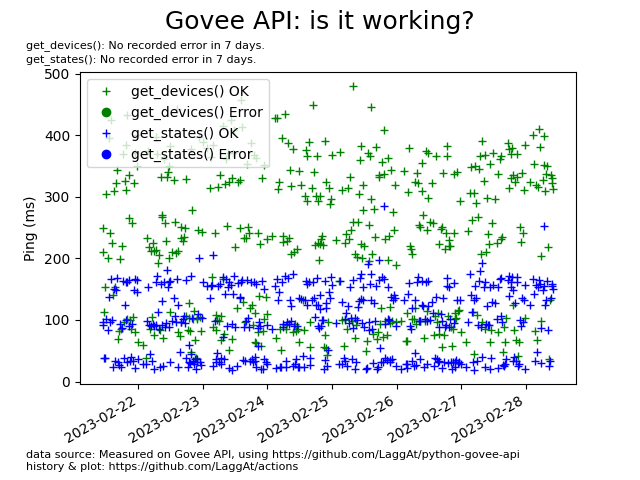 Govee API: is it working?
get_devices(): No recorded error in 7 days.
get_states(): No recorded error in 7 days.
500
400
300
200
100
0
Ping (ms)
get_devices() OK
get_devices() Error
get_states() OK
get_states() Error
2023-02-22
2023-02-23
2023-02-24
2023-02-25
2023-02-26
2023-02-27
2023-02-28
data source: Measured on Govee API, using https://github.com/LaggAt/python-govee-api
history & plot: https://github.com/LaggAt/actions